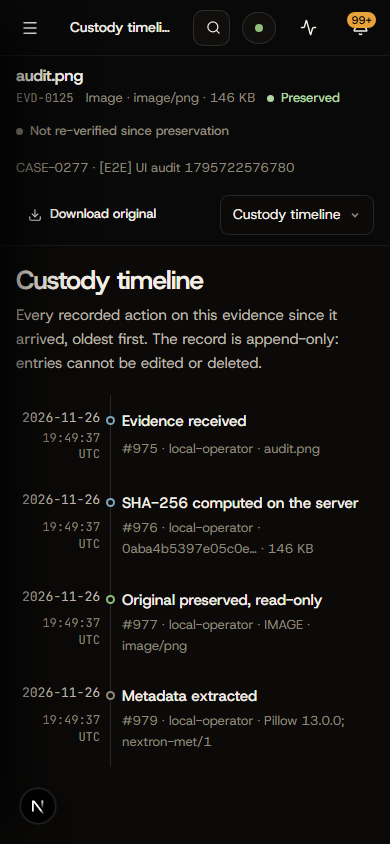 Custody timeli...
99+
audit.png
EVD-0125 Image · image/png · 146 KB Preserved
Not re-verified since preservation
CASE-0277 · [E2E] UI audit 1795722576780
Download original
Custody timeline
Custody timeline
Every recorded action on this evidence since it
arrived, oldest first. The record is append-only:
entries cannot be edited or deleted.
2026-11-26
19:49:37
UTC
Evidence received
#975 · local-operator · audit.png
2026-11-26
19:49:37
UTC
SHA-256 computed on the server
#976 · local-operator ·
0aba4b5397e05c0e… · 146 KB
2026-11-26
19:49:37
UTC
Original preserved, read-only
#977 · local-operator · IMAGE ·
image/png
2026-11-26
19:49:37
UTC
Metadata extracted
#979 · local-operator · Pillow 13.0.0;
nextron-met/1
N